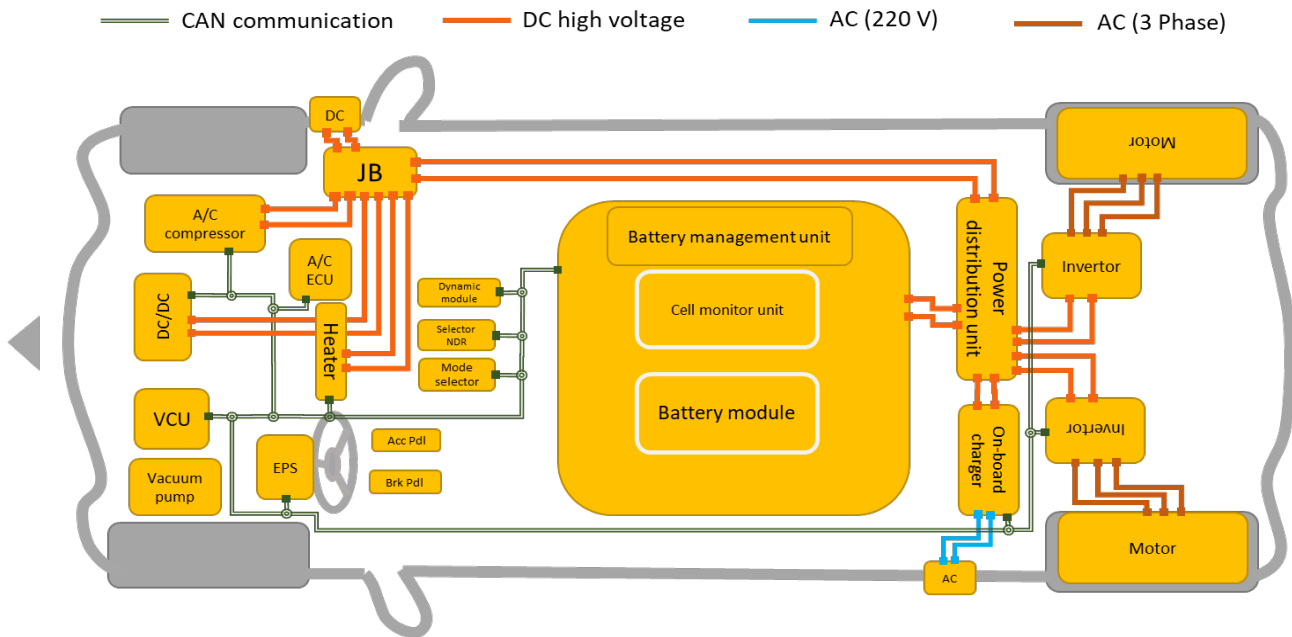 CAN communication
DC high voltage
AC (220 V)
AC (3 Phase)
DC
JB
Motor
A/C
compressor
A/C
ECU
Battery management unit
Power
distribution unit
Invertor
Dynamic
module
Cell monitor unit
DC/DC
Heater
Selector
NDR
Mode
selector
VCU
Battery module
On-board
charger
Invertor
Acc Pdl
EPS
Vacuum
pump
Brk Pdl
Motor
AC